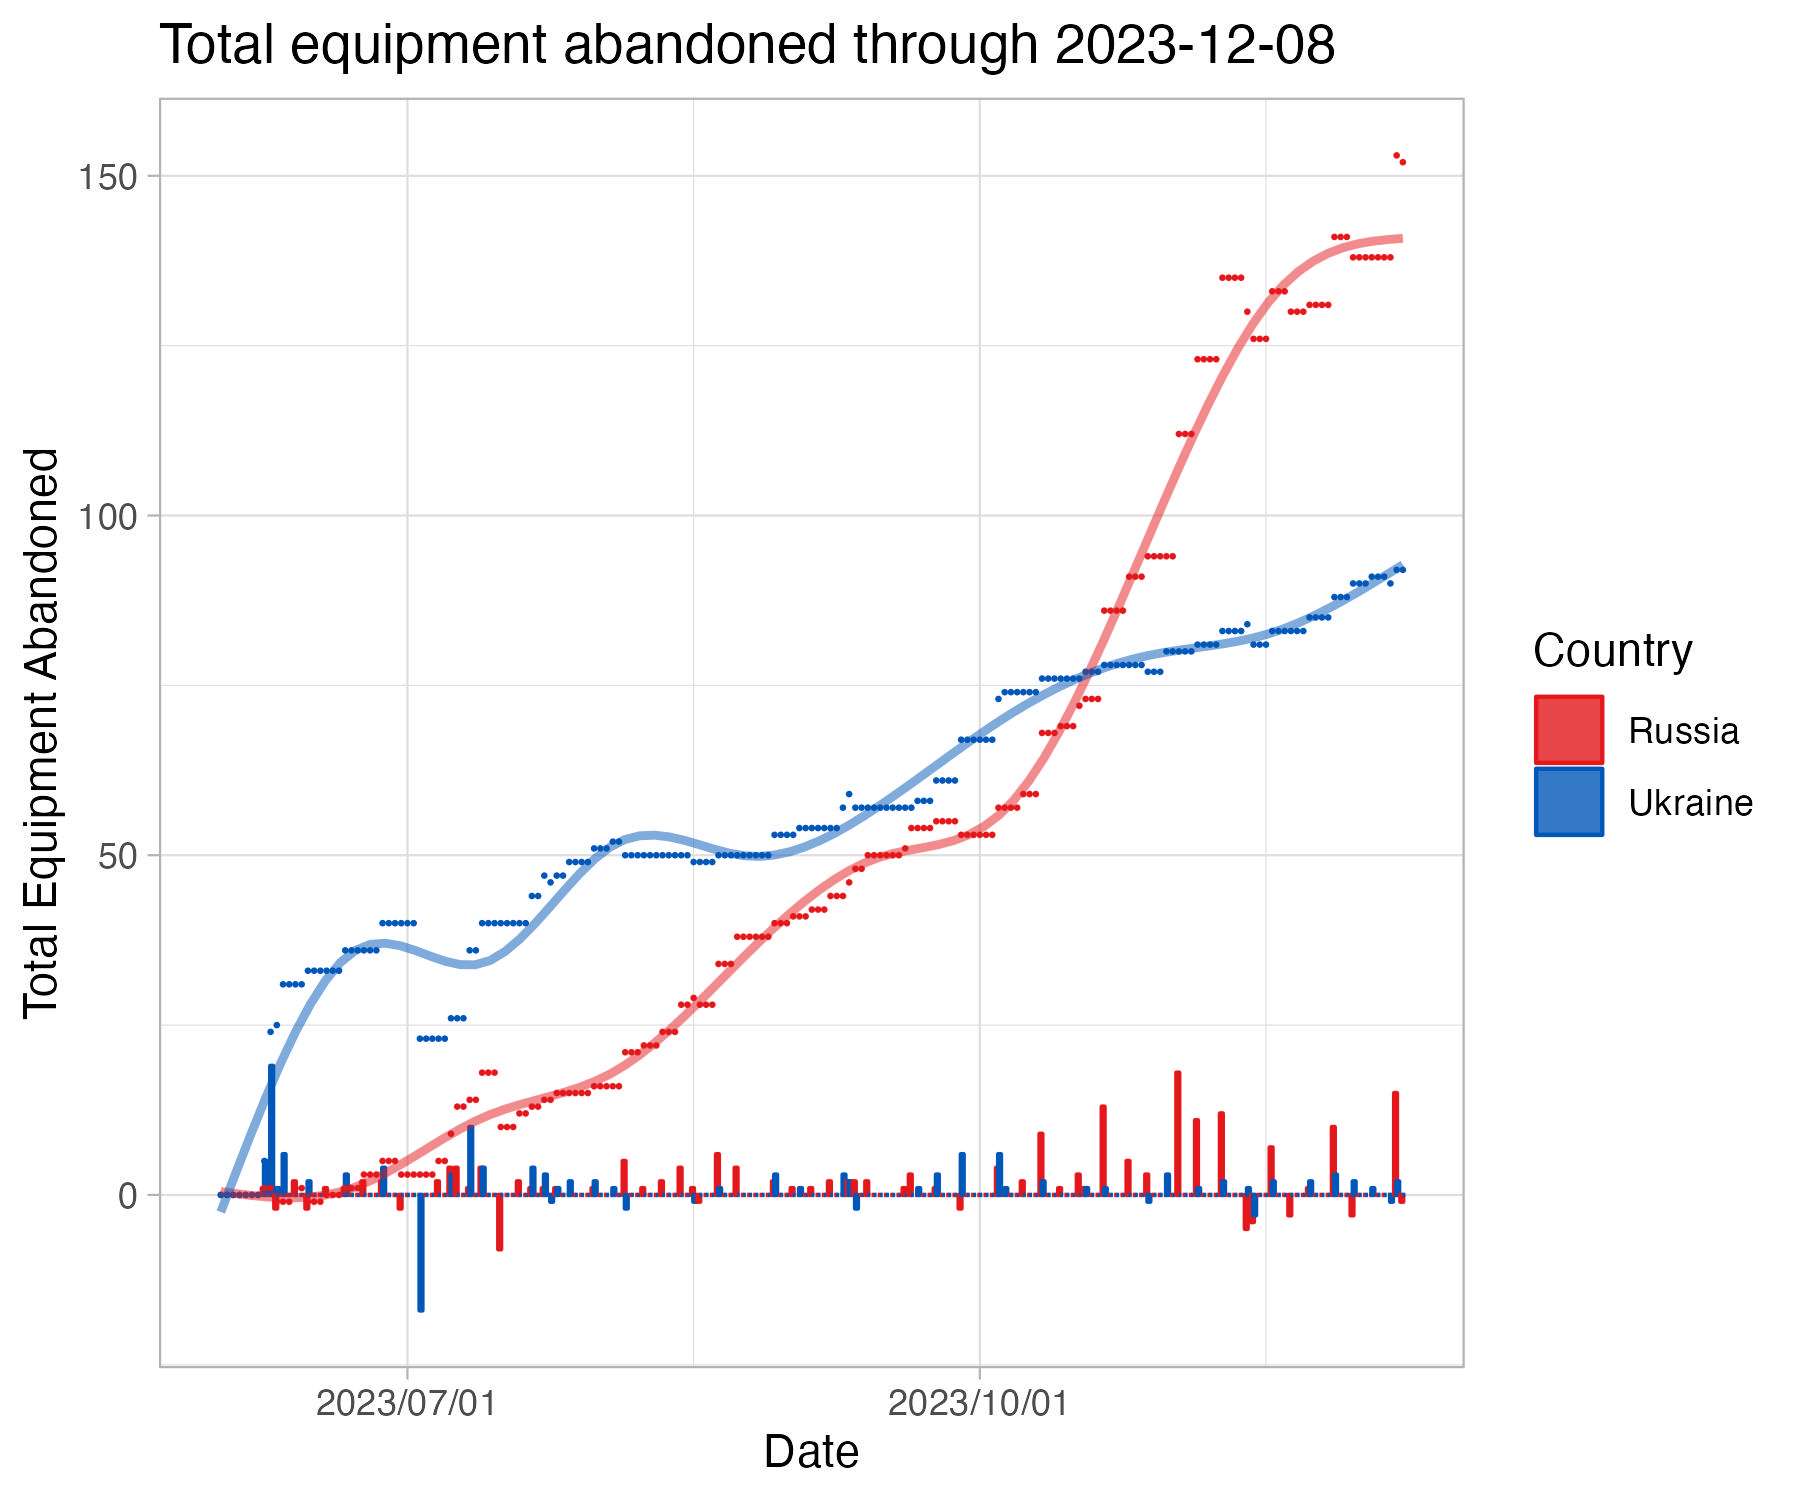 Total equipment abandoned through 2023-12-08
Total Equipment Abandoned
150
100
50
0
2023/07/01
2023/10/01
Date
Country
Russia
Ukraine